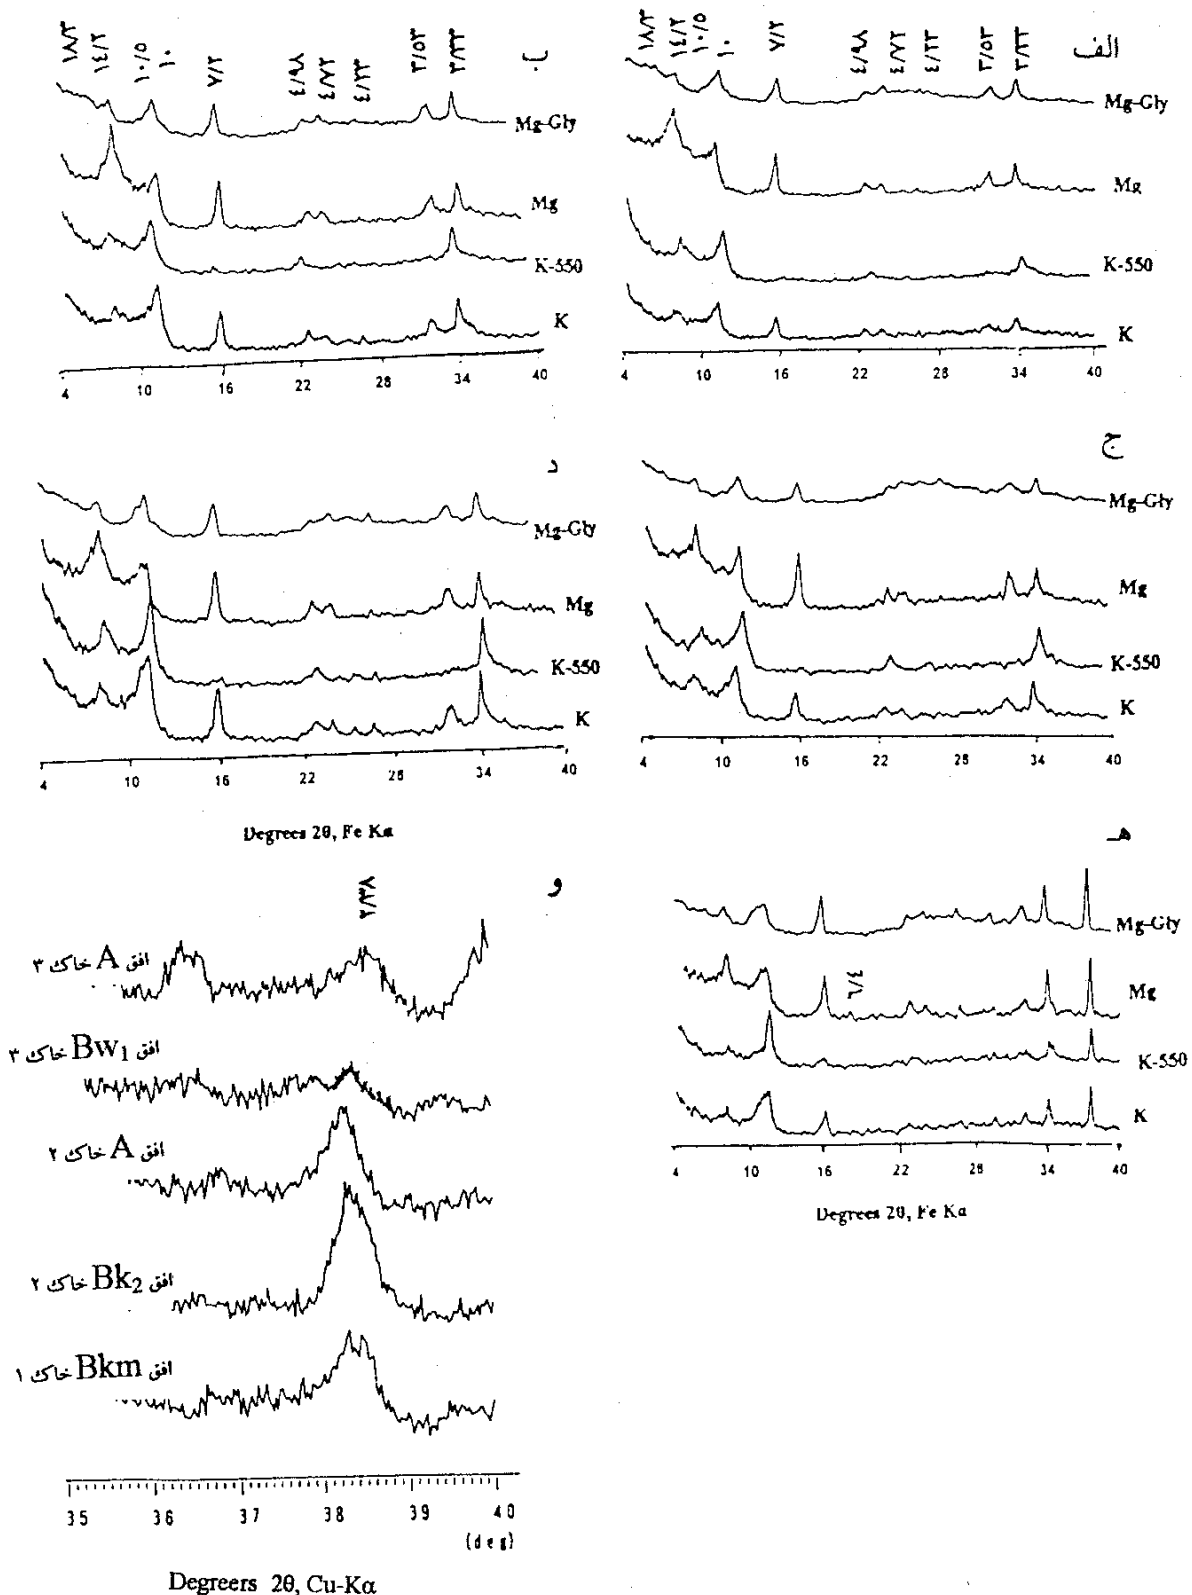 الف
۱۸/۳ ۱۴/۲ ۱۰/۵ ۱۰ ۷/۲ ۴/۹۸ ۴/۷۲ ۴/۲۳ ۳/۵۳ ۳/۳۳
Mg-Gly
Mg
K-550
K
4 10 16 22 28 34 40
ب
۱۸/۳ ۱۴/۲ ۱۰/۵ ۱۰ ۷/۲ ۴/۹۸ ۴/۷۲ ۴/۲۳ ۳/۵۳ ۳/۳۳
Mg-Gly
Mg
K-550
K
4 10 16 22 28 34 40
ج
Mg-Gly
Mg
K-550
K
4 10 16 22 28 34 40
د
Mg-Gly
Mg
K-550
K
4 10 16 22 28 34 40
Degrees 2θ, Fe Kα
هـ
Mg-Gly
۶/۴
Mg
K-550
K
4 10 16 22 28 34 40
Degrees 2θ, Fe Kα
و
افق A خاک ۳
افق Bw₁ خاک ۳
افق A خاک ۲
افق Bk₂ خاک ۲
افق Bkm خاک ۱
35 36 37 38 39 40
(deg)
Degreers 2θ, Cu-Kα